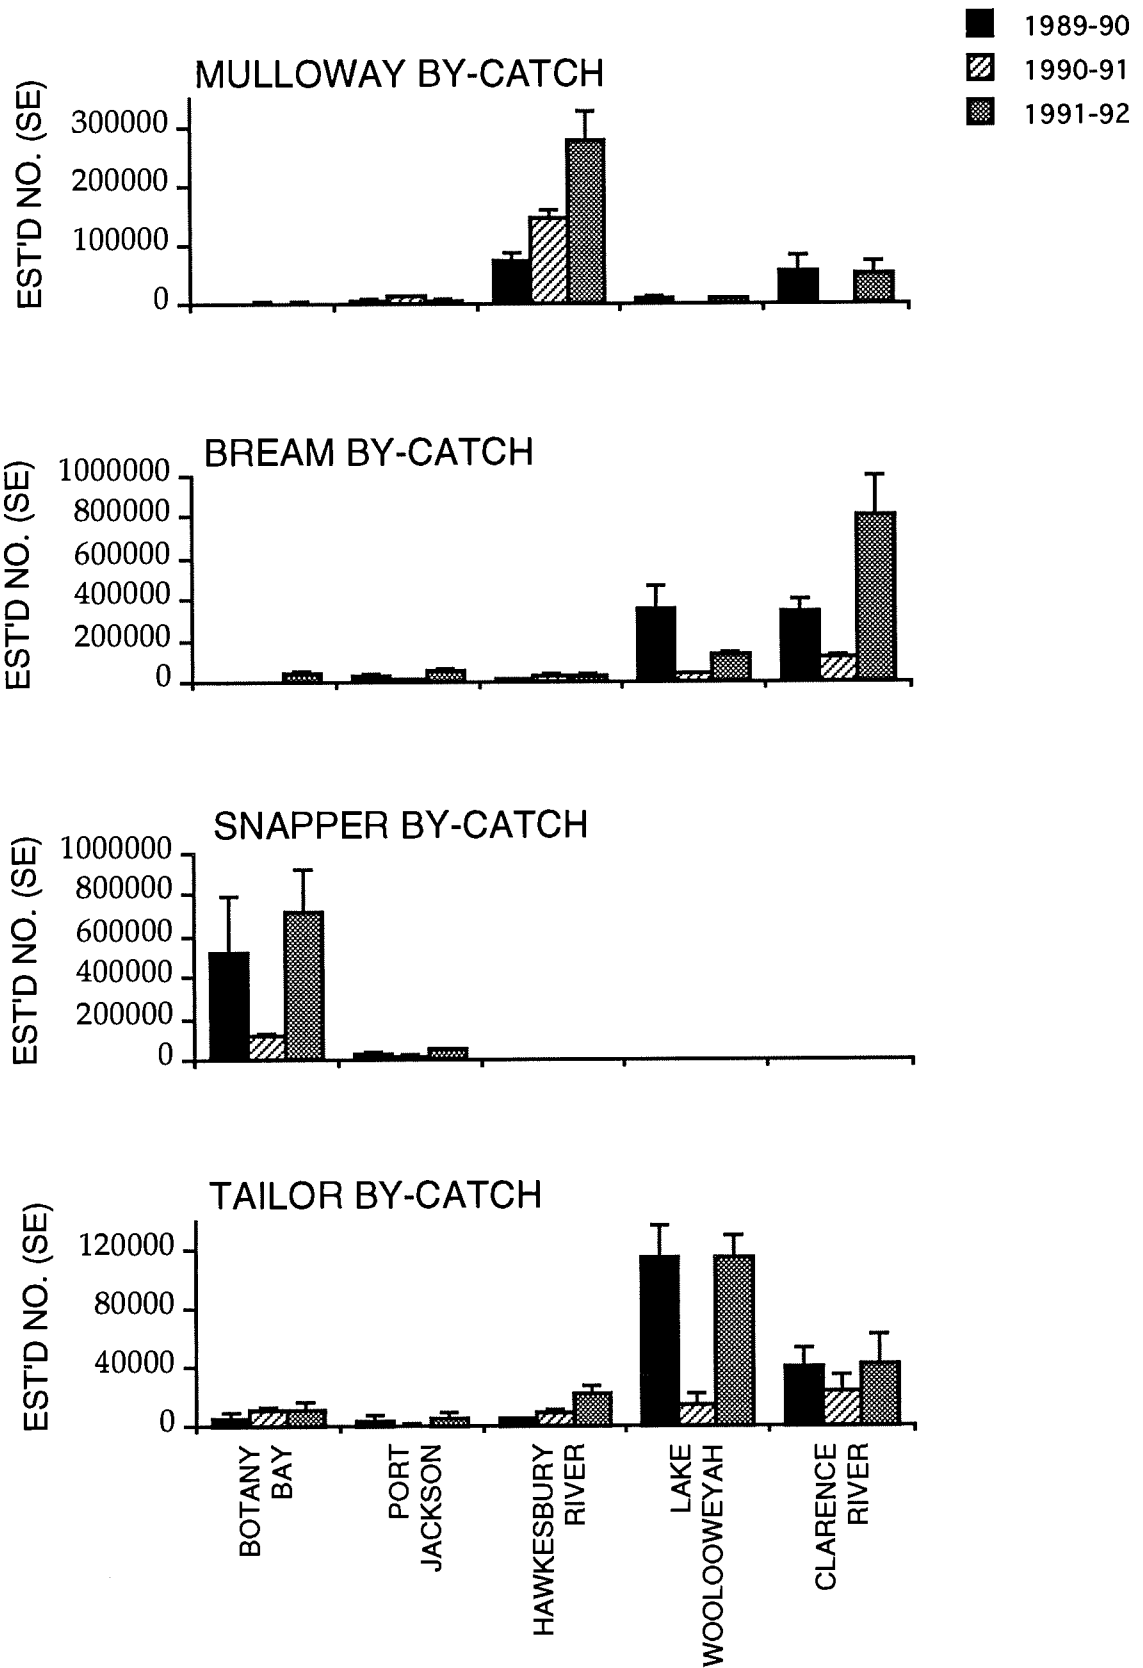 1989-90
1990-91
1991-92
MULLOWAY BY-CATCH
EST'D NO. (SE)
300000
200000
100000
0
BREAM BY-CATCH
EST'D NO. (SE)
1000000
800000
600000
400000
200000
0
SNAPPER BY-CATCH
EST'D NO. (SE)
1000000
800000
600000
400000
200000
0
TAILOR BY-CATCH
EST'D NO. (SE)
120000
80000
40000
0
BOTANY
BAY
PORT
JACKSON
HAWKESBURY
RIVER
LAKE
WOOLOOWEYAH
CLARENCE
RIVER